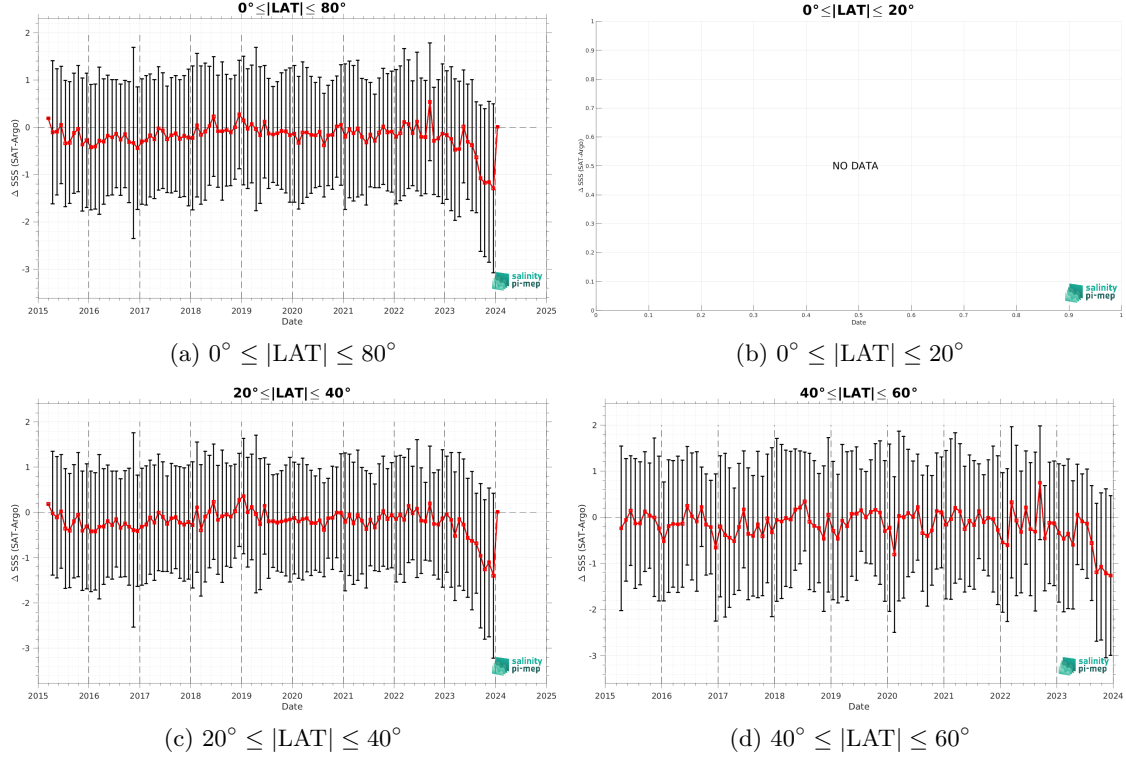 0°≤|LAT|≤ 80°
Δ SSS (SAT-Argo)
2
1
0
-1
-2
-3
2015 2016 2017 2018 2019 2020 2021 2022 2023 2024 2025
Date
salinity
pi-mep
(a) 0° ≤ |LAT| ≤ 80°
0°≤|LAT|≤ 20°
Δ SSS (SAT-Argo)
1
0.9
0.8
0.7
0.6
0.5
0.4
0.3
0.2
0.1
0
NO DATA
0 0.1 0.2 0.3 0.4 0.5 0.6 0.7 0.8 0.9 1
Date
salinity
pi-mep
(b) 0° ≤ |LAT| ≤ 20°
20°≤|LAT|≤ 40°
Δ SSS (SAT-Argo)
2
1
0
-1
-2
-3
2015 2016 2017 2018 2019 2020 2021 2022 2023 2024 2025
Date
salinity
pi-mep
(c) 20° ≤ |LAT| ≤ 40°
40°≤|LAT|≤ 60°
Δ SSS (SAT-Argo)
2
1
0
-1
-2
-3
2015 2016 2017 2018 2019 2020 2021 2022 2023 2024
Date
salinity
pi-mep
(d) 40° ≤ |LAT| ≤ 60°